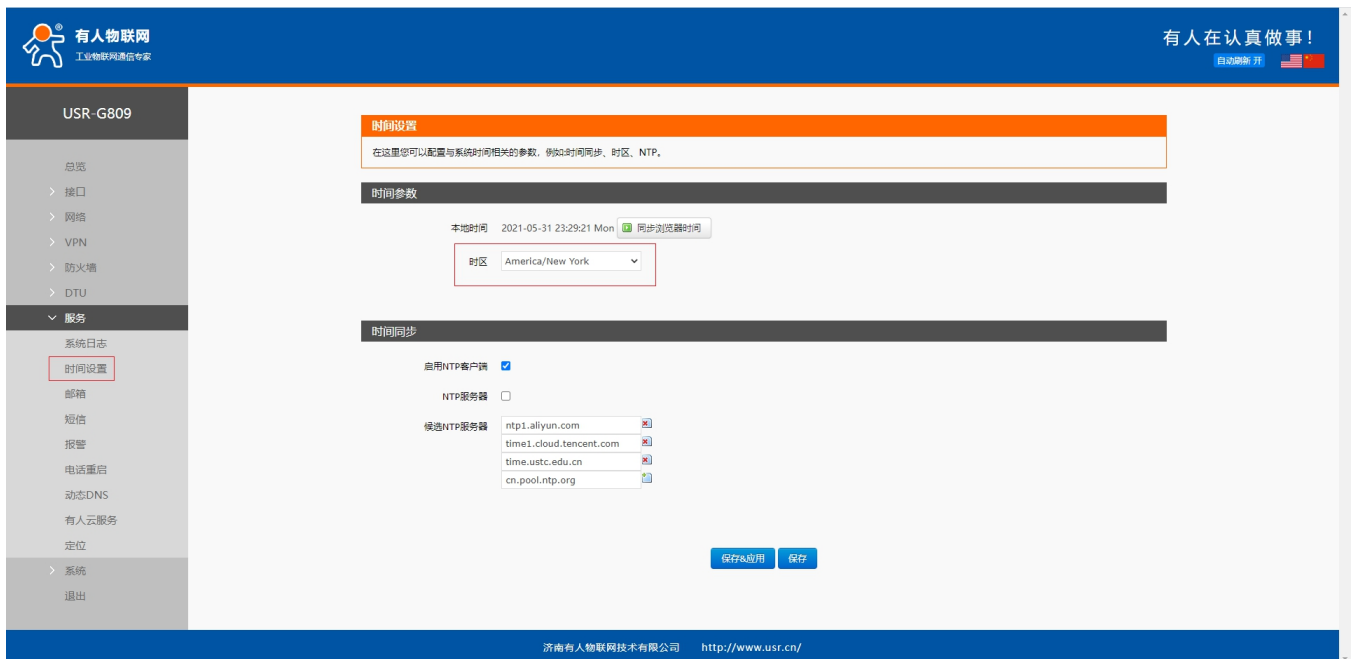 有人物联网
工业物联网通信专家
有人在认真做事！
自动刷新 开
USR-G809
总览
接口
网络
VPN
防火墙
DTU
服务
系统日志
时间设置
邮箱
短信
报警
电话重启
动态DNS
有人云服务
定位
系统
退出
时间设置
在这里您可以配置与系统时间相关的参数，例如:时间同步、时区、NTP。
时间参数
本地时间 2021-05-31 23:29:21 Mon 同步浏览器时间
时区 America/New York
时间同步
启用NTP客户端
NTP服务器
候选NTP服务器 ntp1.aliyun.com
time1.cloud.tencent.com
time.ustc.edu.cn
cn.pool.ntp.org
保存&应用 保存
济南有人物联网技术有限公司 http://www.usr.cn/